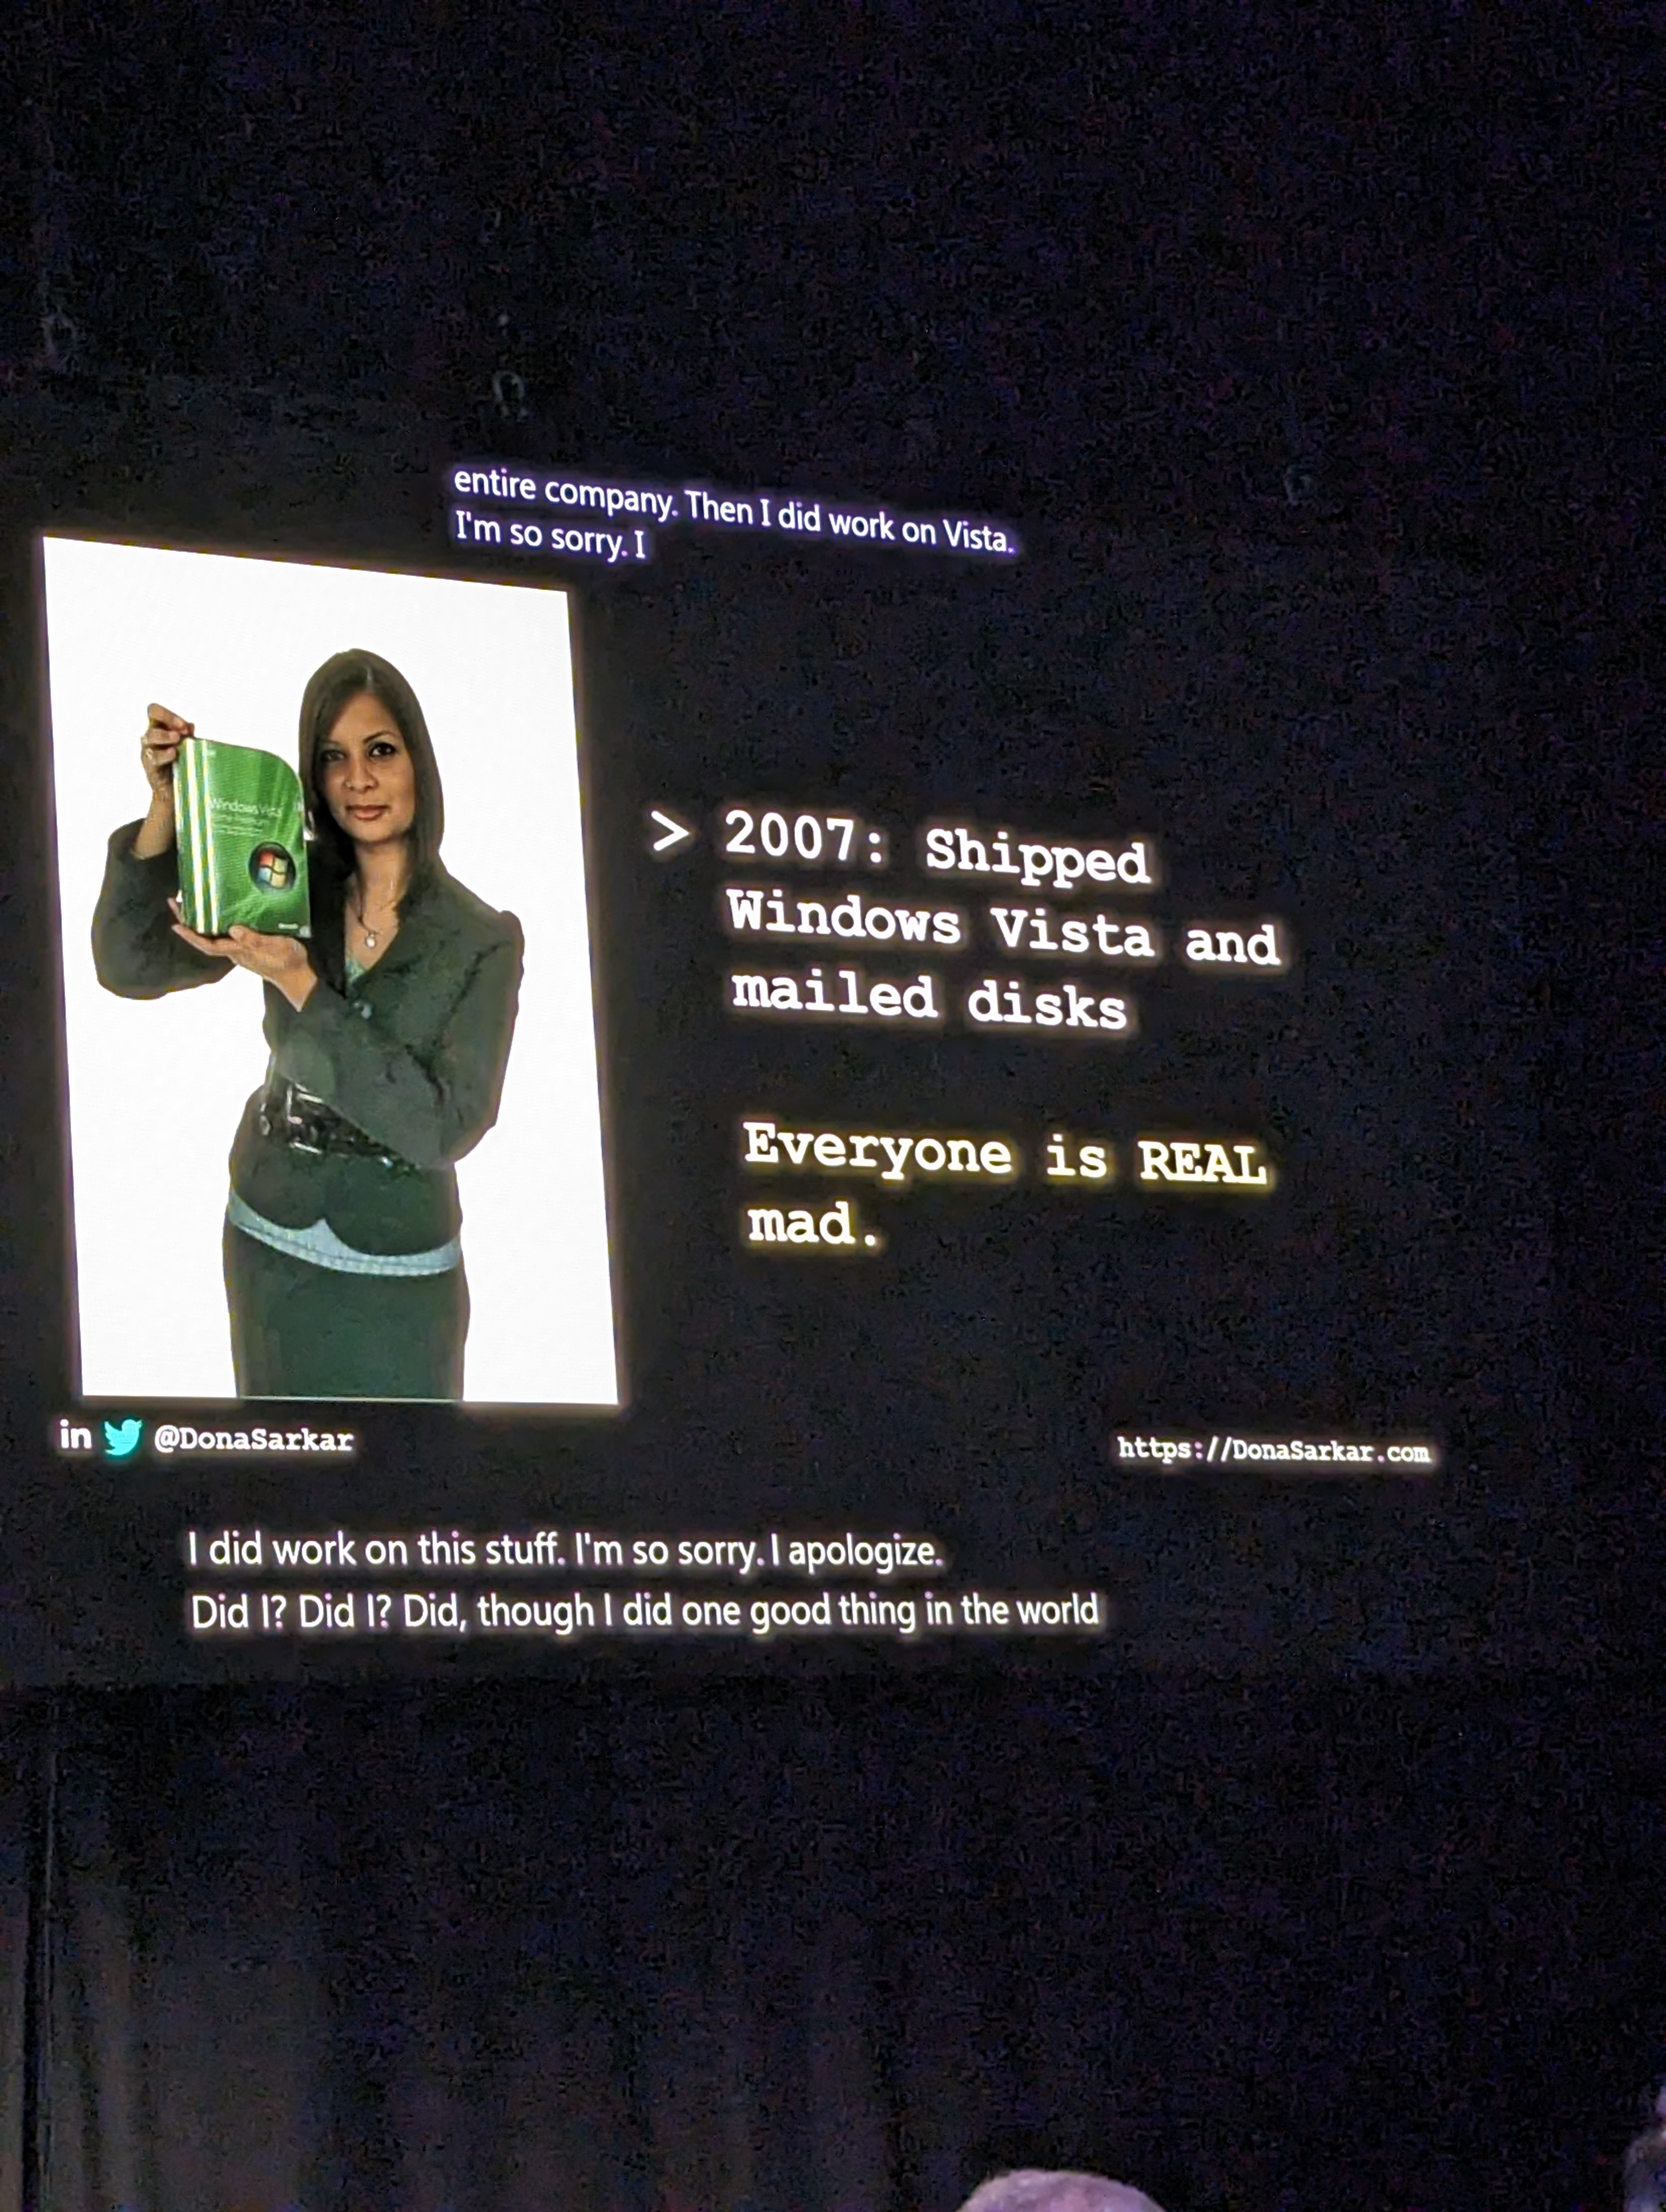 entire company. Then I did work on Vista.
I'm so sorry. I
Windows Vista
> 2007: Shipped
Windows Vista and
mailed disks
Everyone is REAL
mad.
in @DonaSarkar
https://DonaSarkar.com
I did work on this stuff. I'm so sorry. I apologize.
Did I? Did I? Did, though I did one good thing in the world